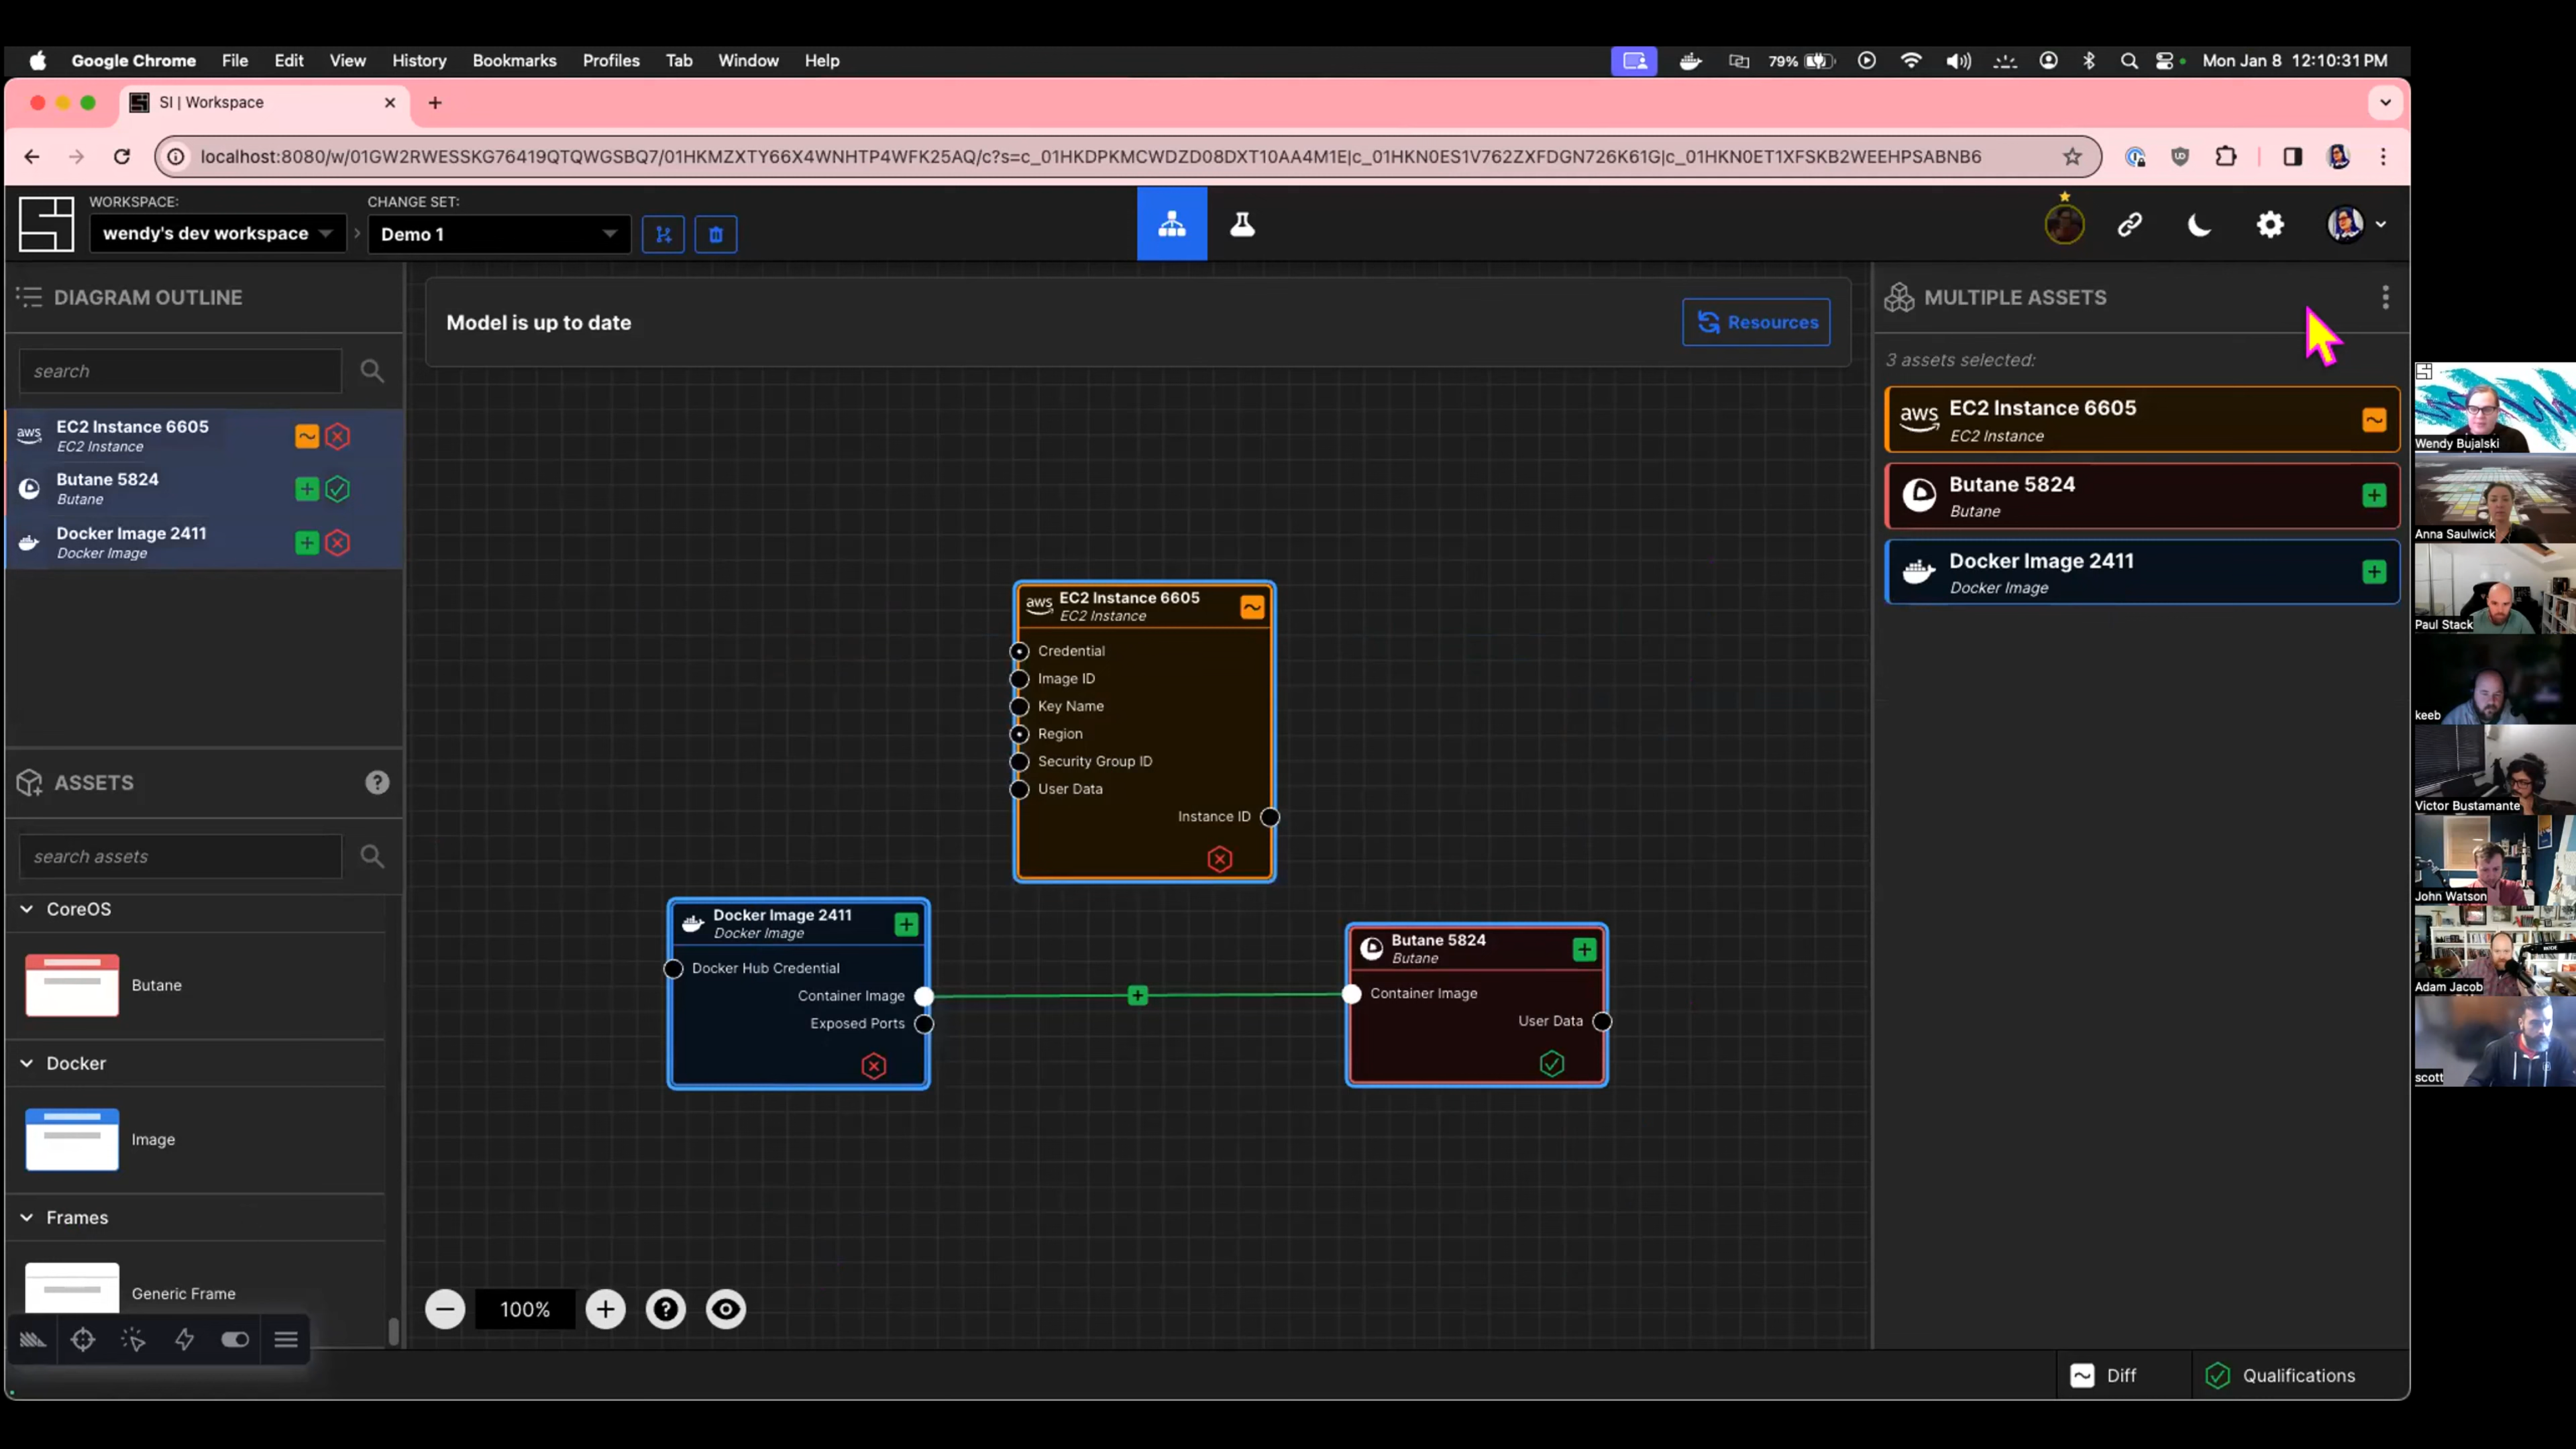 Google Chrome File Edit View History Bookmarks Profiles Tab Window Help 79% Mon Jan 8 12:10:31 PM
SI | Workspace
localhost:8080/w/01GW2RWESSKG76419QTQWGSBQ7/01HKMZXTY66X4WNHTP4WFK25AQ/c?s=c_01HKDPKMCWDZD08DXT10AA4M1E|c_01HKN0ES1V762ZXFDGN726K61G|c_01HKN0ET1XFSKB2WEEHPSABNB6
WORKSPACE:
wendy's dev workspace
CHANGE SET:
Demo 1
DIAGRAM OUTLINE
search
aws
EC2 Instance 6605
EC2 Instance
Butane 5824
Butane
Docker Image 2411
Docker Image
ASSETS
search assets
CoreOS
Butane
Docker
Image
Frames
Generic Frame
Model is up to date
Resources
aws
EC2 Instance 6605
EC2 Instance
Credential
Image ID
Key Name
Region
Security Group ID
User Data
Instance ID
Docker Image 2411
Docker Image
Docker Hub Credential
Container Image
Exposed Ports
Butane 5824
Butane
Container Image
User Data
100%
MULTIPLE ASSETS
3 assets selected:
aws
EC2 Instance 6605
EC2 Instance
Butane 5824
Butane
Docker Image 2411
Docker Image
Diff
Qualifications
Wendy Bujalski
Anna Saulwick
Paul Stack
keeb
Victor Bustamante
John Watson
Adam Jacob
scott